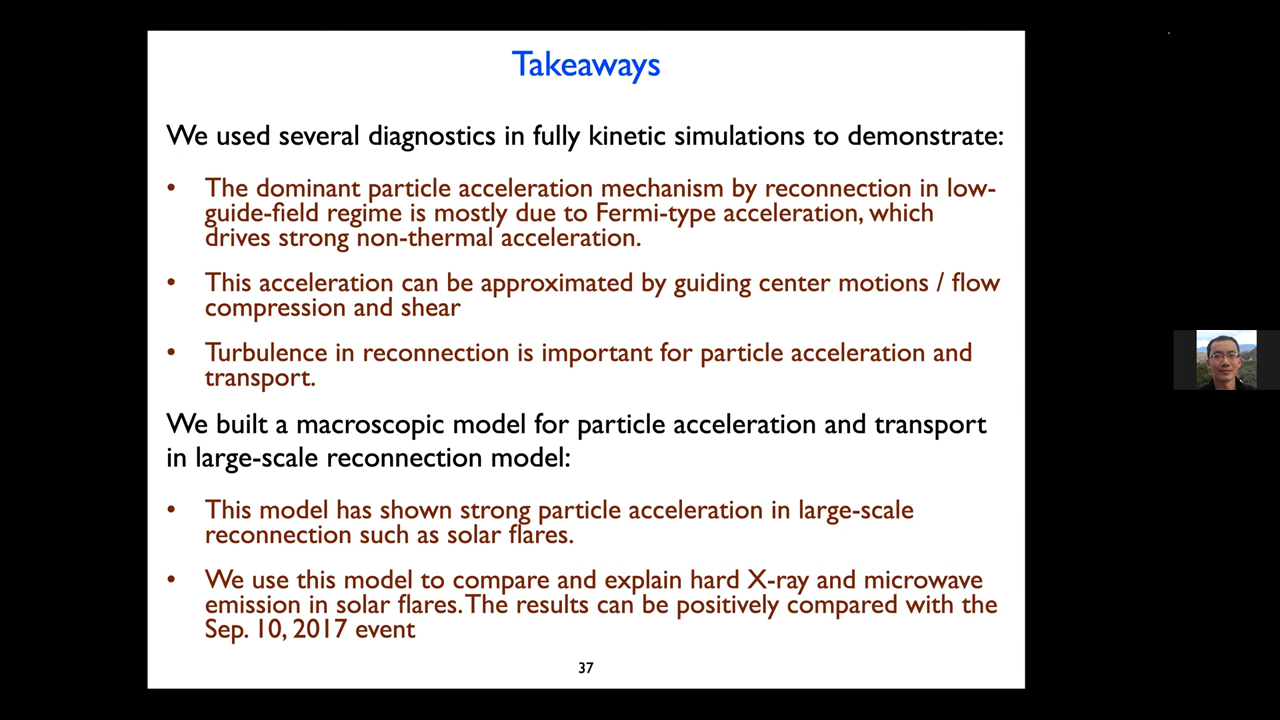 Takeaways
We used several diagnostics in fully kinetic simulations to demonstrate:
• The dominant particle acceleration mechanism by reconnection in low-
guide-field regime is mostly due to Fermi-type acceleration, which
drives strong non-thermal acceleration.
• This acceleration can be approximated by guiding center motions / flow
compression and shear
• Turbulence in reconnection is important for particle acceleration and
transport.
We built a macroscopic model for particle acceleration and transport
in large-scale reconnection model:
• This model has shown strong particle acceleration in large-scale
reconnection such as solar flares.
• We use this model to compare and explain hard X-ray and microwave
emission in solar flares. The results can be positively compared with the
Sep. 10, 2017 event
37